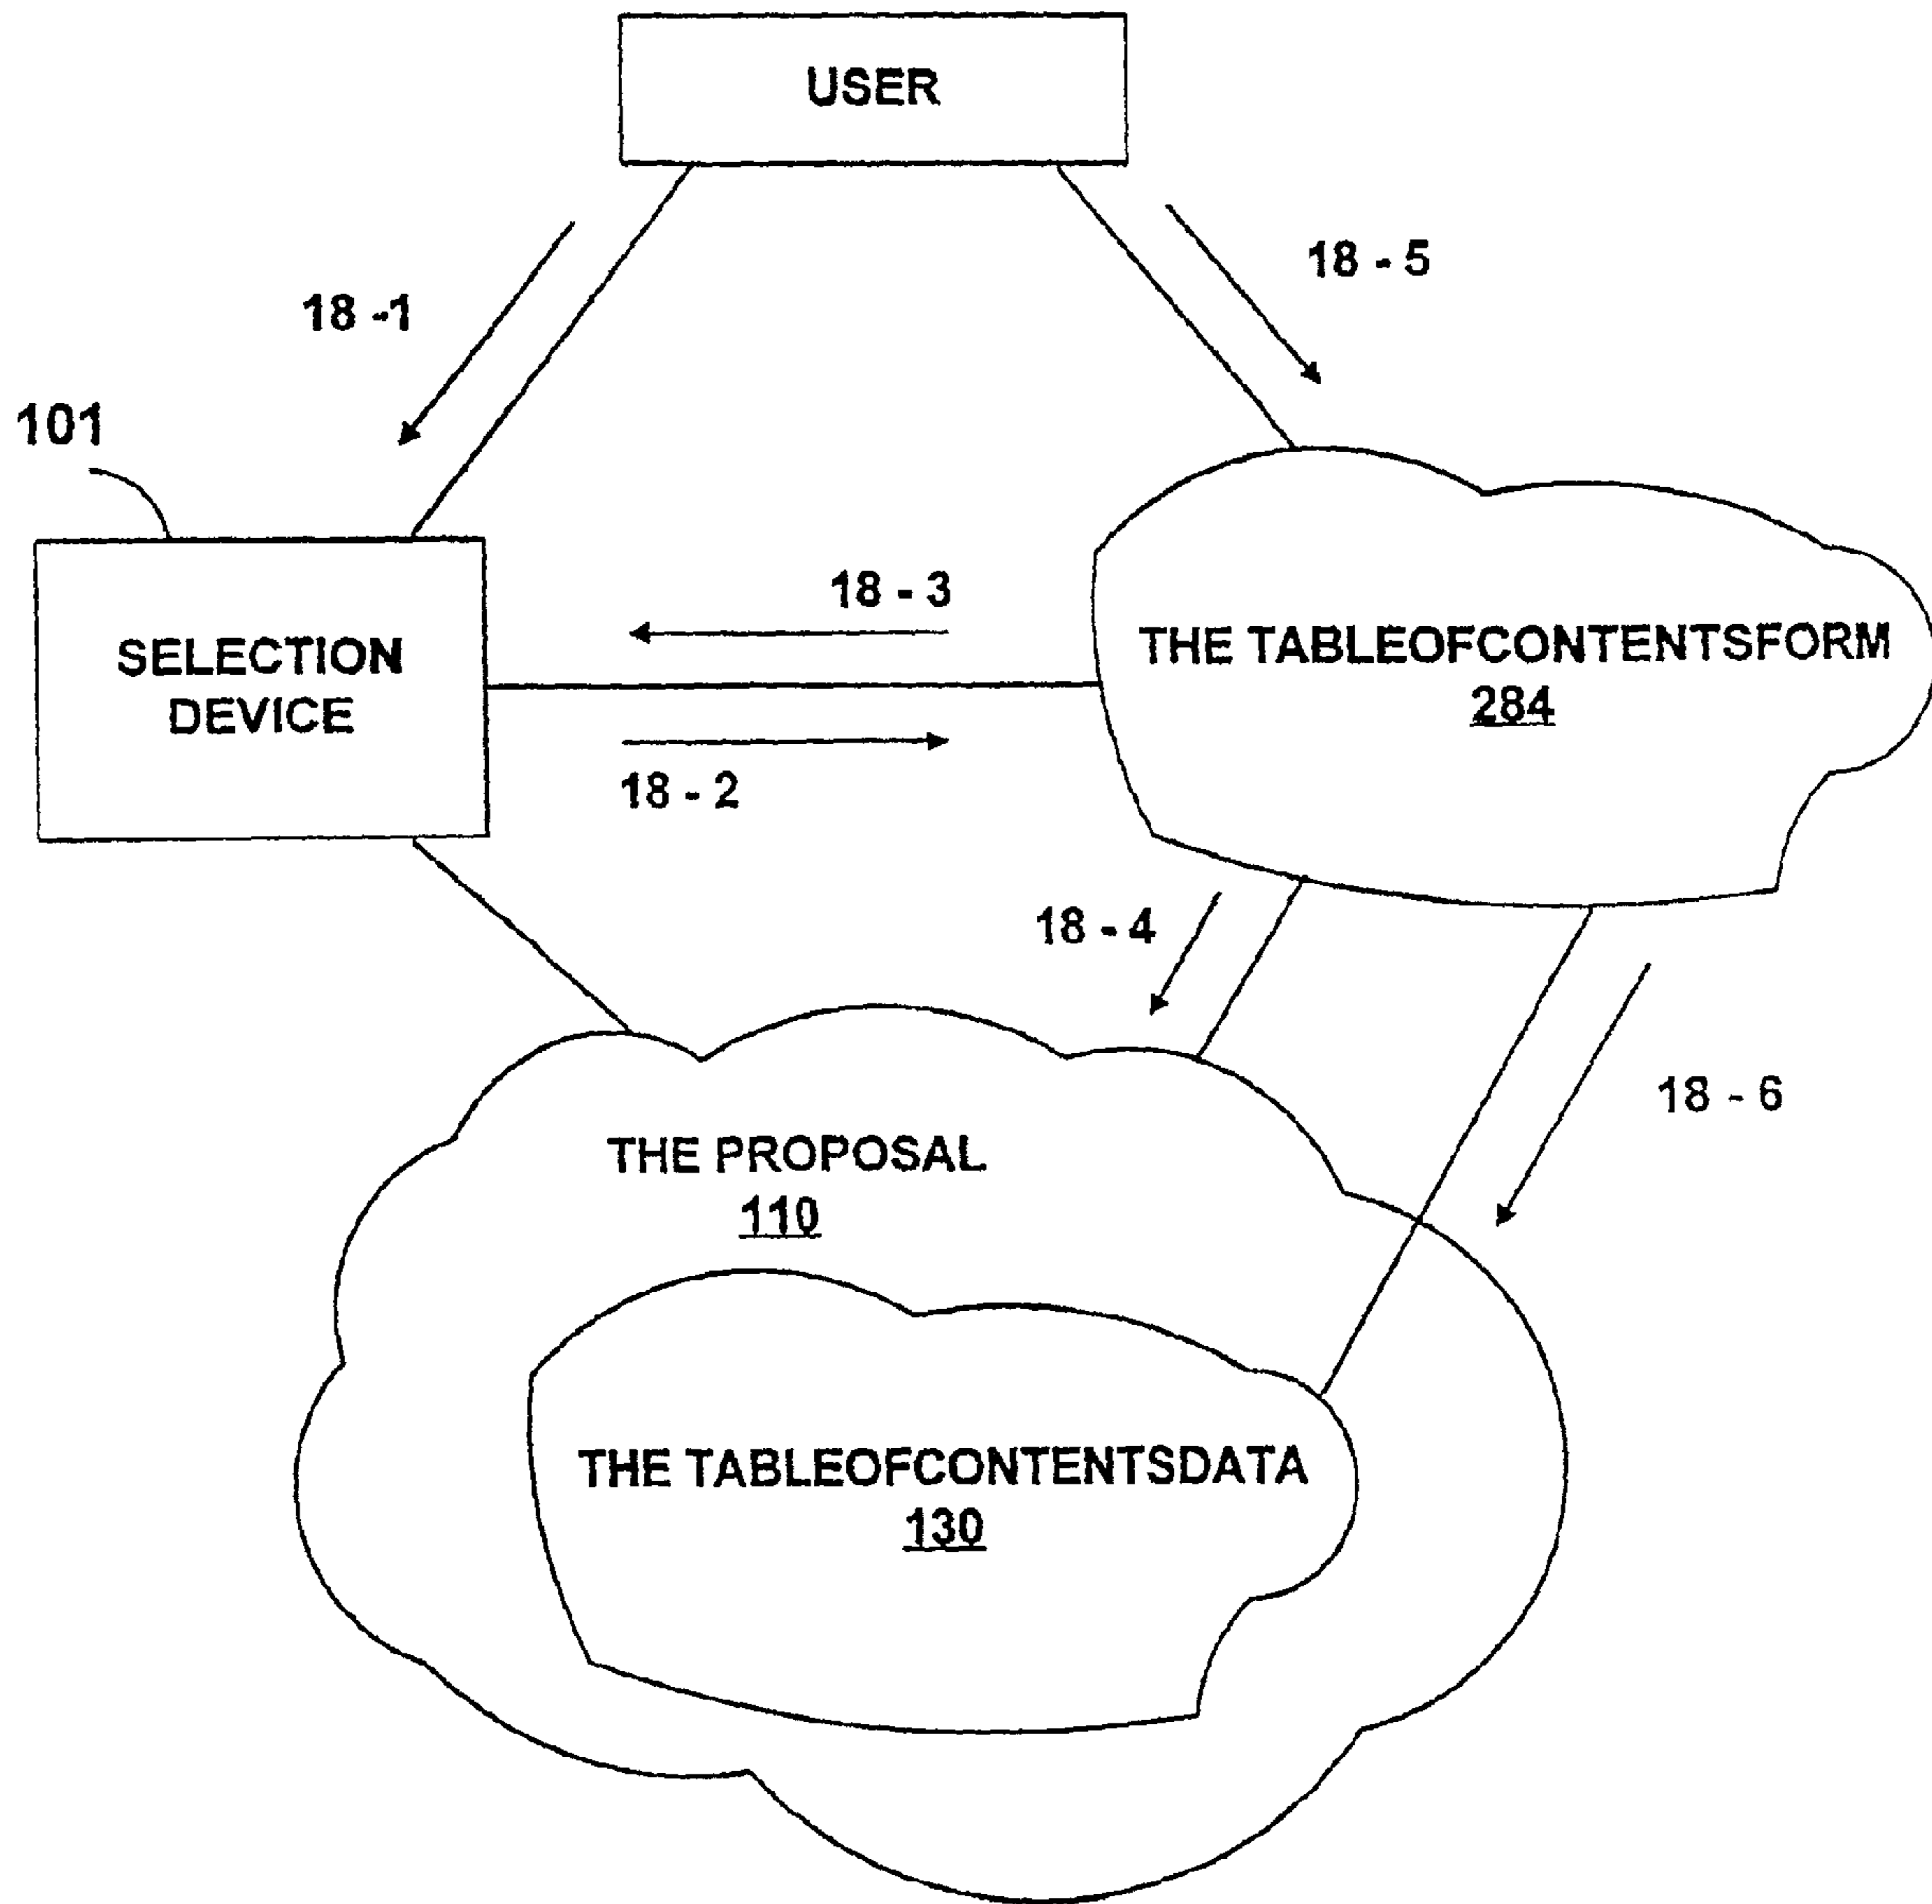 USER
18 - 5
18 -1
101
18 - 3
THE TABLEOFCONTENTSFORM
284
SELECTION
DEVICE
18 - 2
18 - 4
18 - 6
THE PROPOSAL
110
THE TABLEOFCONTENTSDATA
130